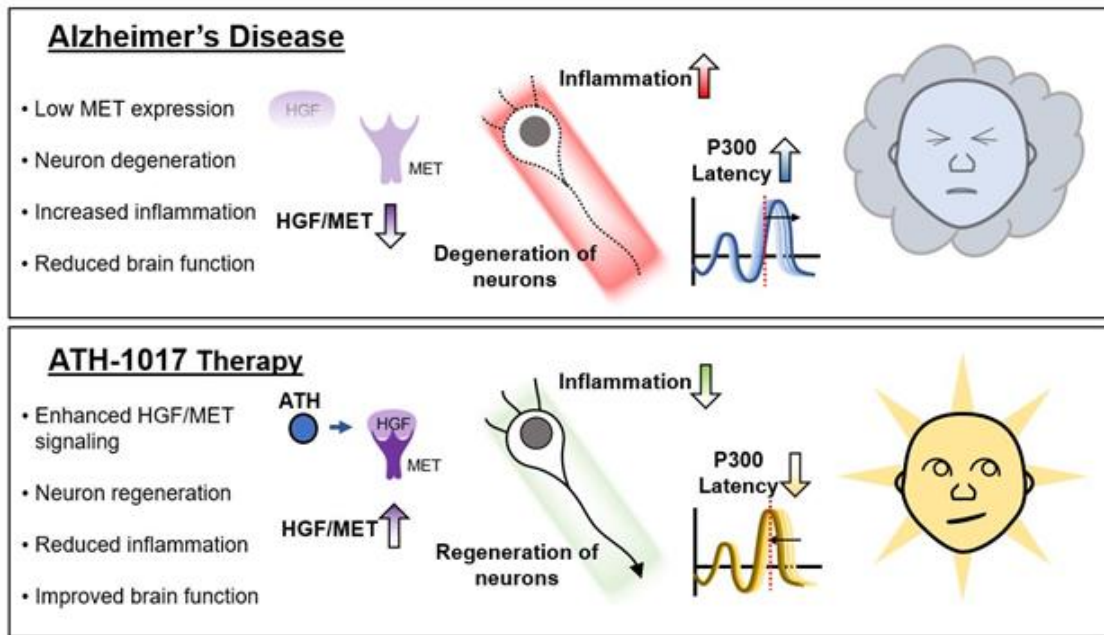 Alzheimer's Disease
• Low MET expression
• Neuron degeneration
• Increased inflammation
• Reduced brain function
HGF
MET
HGF/MET
Inflammation
Degeneration of
neurons
P300
Latency
ATH-1017 Therapy
• Enhanced HGF/MET
signaling
• Neuron regeneration
• Reduced inflammation
• Improved brain function
ATH
HGF
MET
HGF/MET
Inflammation
Regeneration of
neurons
P300
Latency